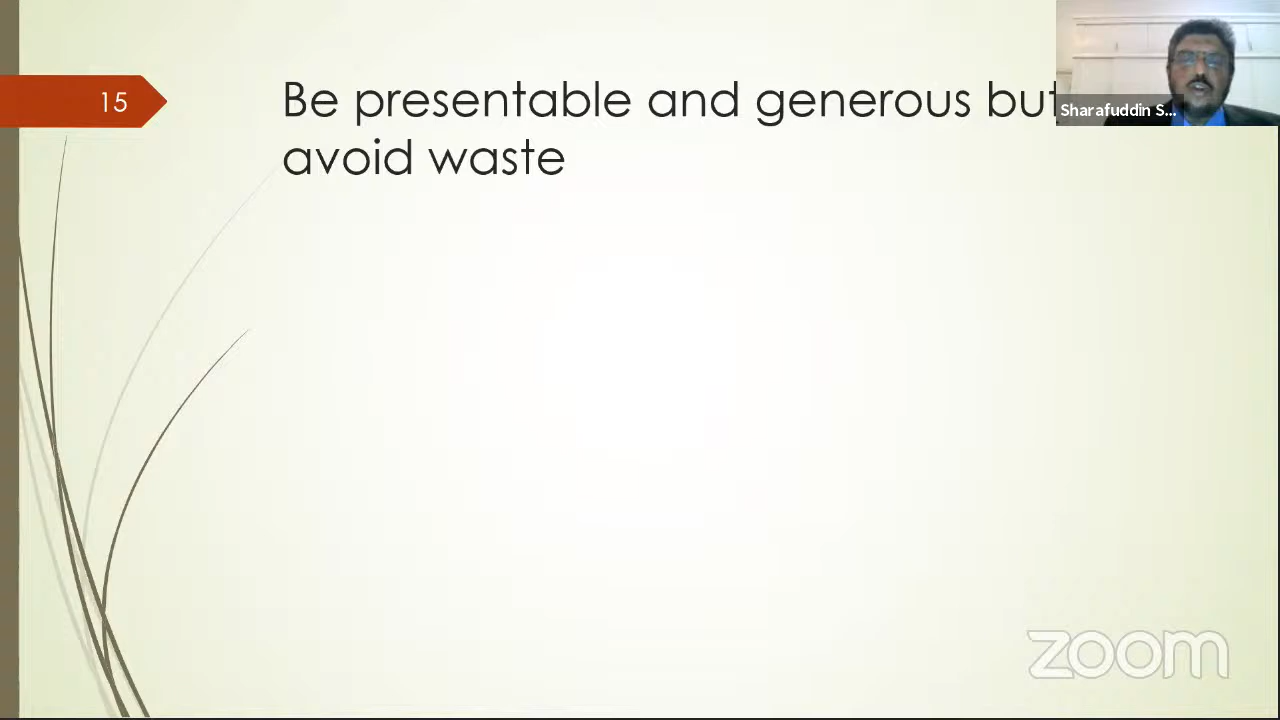 15
Be presentable and generous but
avoid waste
Sharafuddin S...
zoom